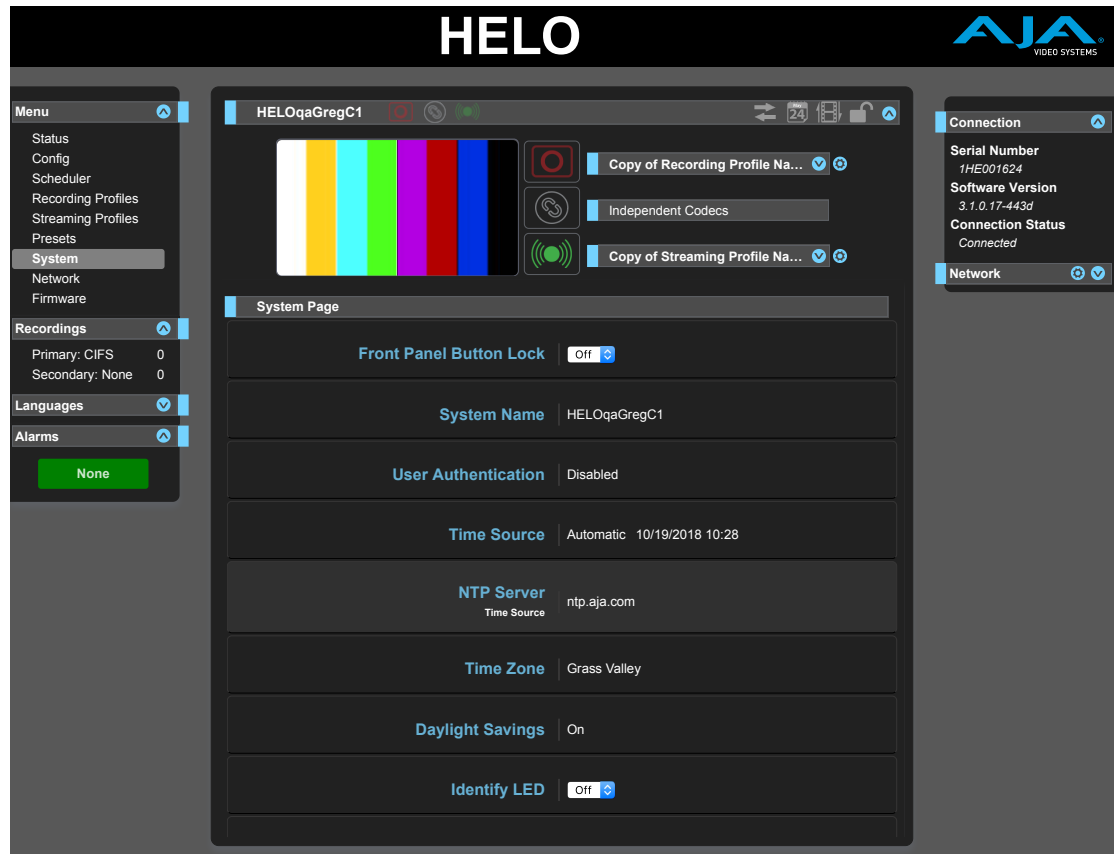 HELO
AJA
VIDEO SYSTEMS
Menu
Status
Config
Scheduler
Recording Profiles
Streaming Profiles
Presets
System
Network
Firmware
Recordings
Primary: CIFS 0
Secondary: None 0
Languages
Alarms
None
HELOqaGregC1
24
Copy of Recording Profile Na...
Independent Codecs
Copy of Streaming Profile Na...
System Page
Front Panel Button Lock Off
System Name HELOqaGregC1
User Authentication Disabled
Time Source Automatic 10/19/2018 10:28
NTP Server ntp.aja.com
Time Source
Time Zone Grass Valley
Daylight Savings On
Identify LED Off
Connection
Serial Number
1HE001624
Software Version
3.1.0.17-443d
Connection Status
Connected
Network